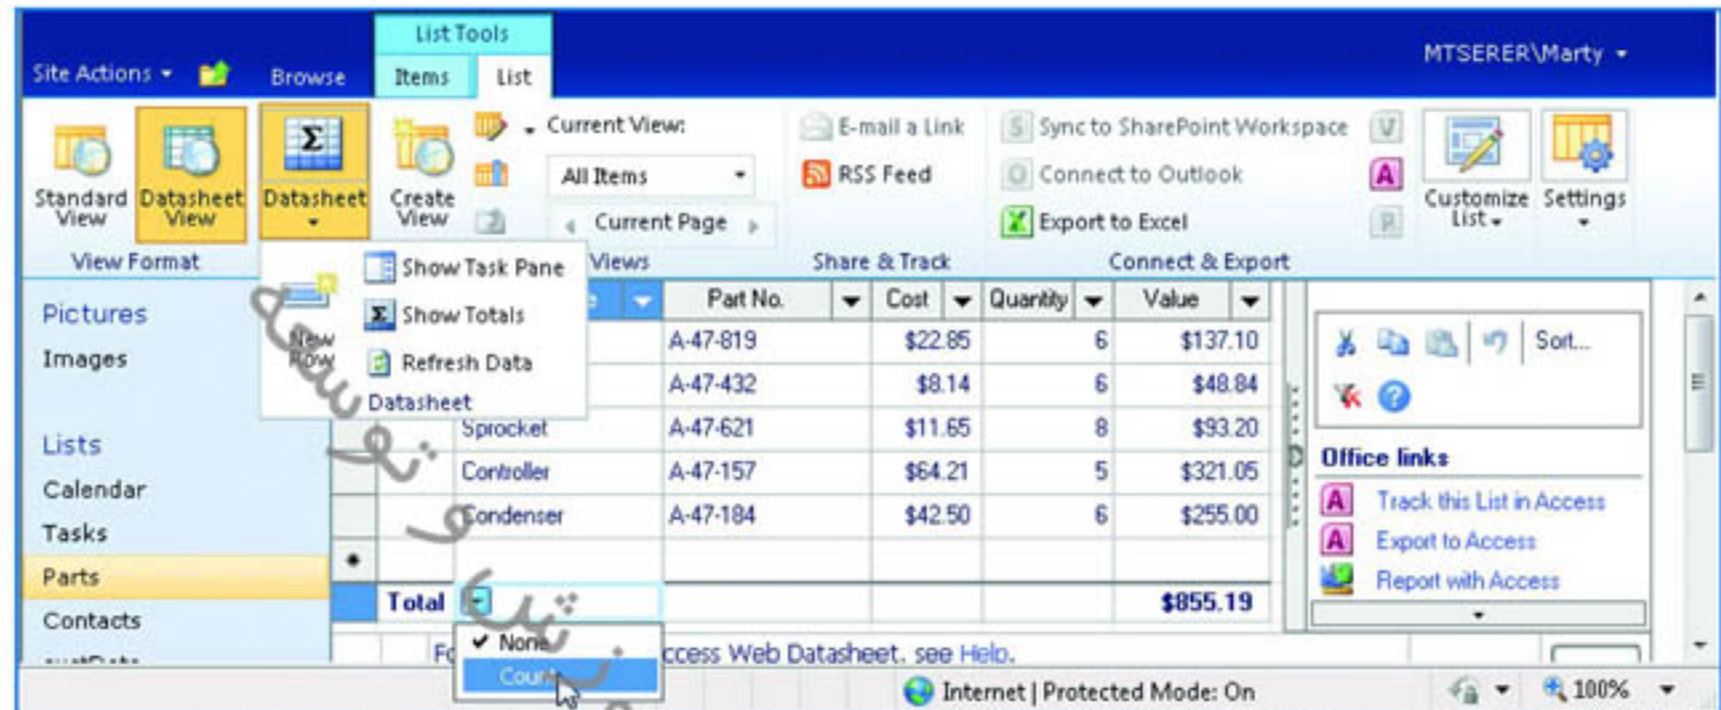 List Tools
MTSERER\Marty
Site Actions Browse Items List
Current View:
E-mail a Link
Sync to SharePoint Workspace
All Items
RSS Feed
Connect to Outlook
Standard View
Datasheet View
Datasheet
Create View
Current Page
Export to Excel
Customize List
Settings
View Format
Views
Share & Track
Connect & Export
Show Task Pane
Show Totals
New Row
Refresh Data
Datasheet
Pictures
Images
Lists
Calendar
Tasks
Parts
Contacts
Part No. Cost Quantity Value
A-47-819 $22.85 6 $137.10
A-47-432 $8.14 6 $48.84
Sprocket A-47-621 $11.65 8 $93.20
Controller A-47-157 $64.21 5 $321.05
Condenser A-47-184 $42.50 6 $255.00
Total $855.19
None
Count
ccess Web Datasheet, see Help.
Sort...
Office links
Track this List in Access
Export to Access
Report with Access
Internet | Protected Mode: On
100%